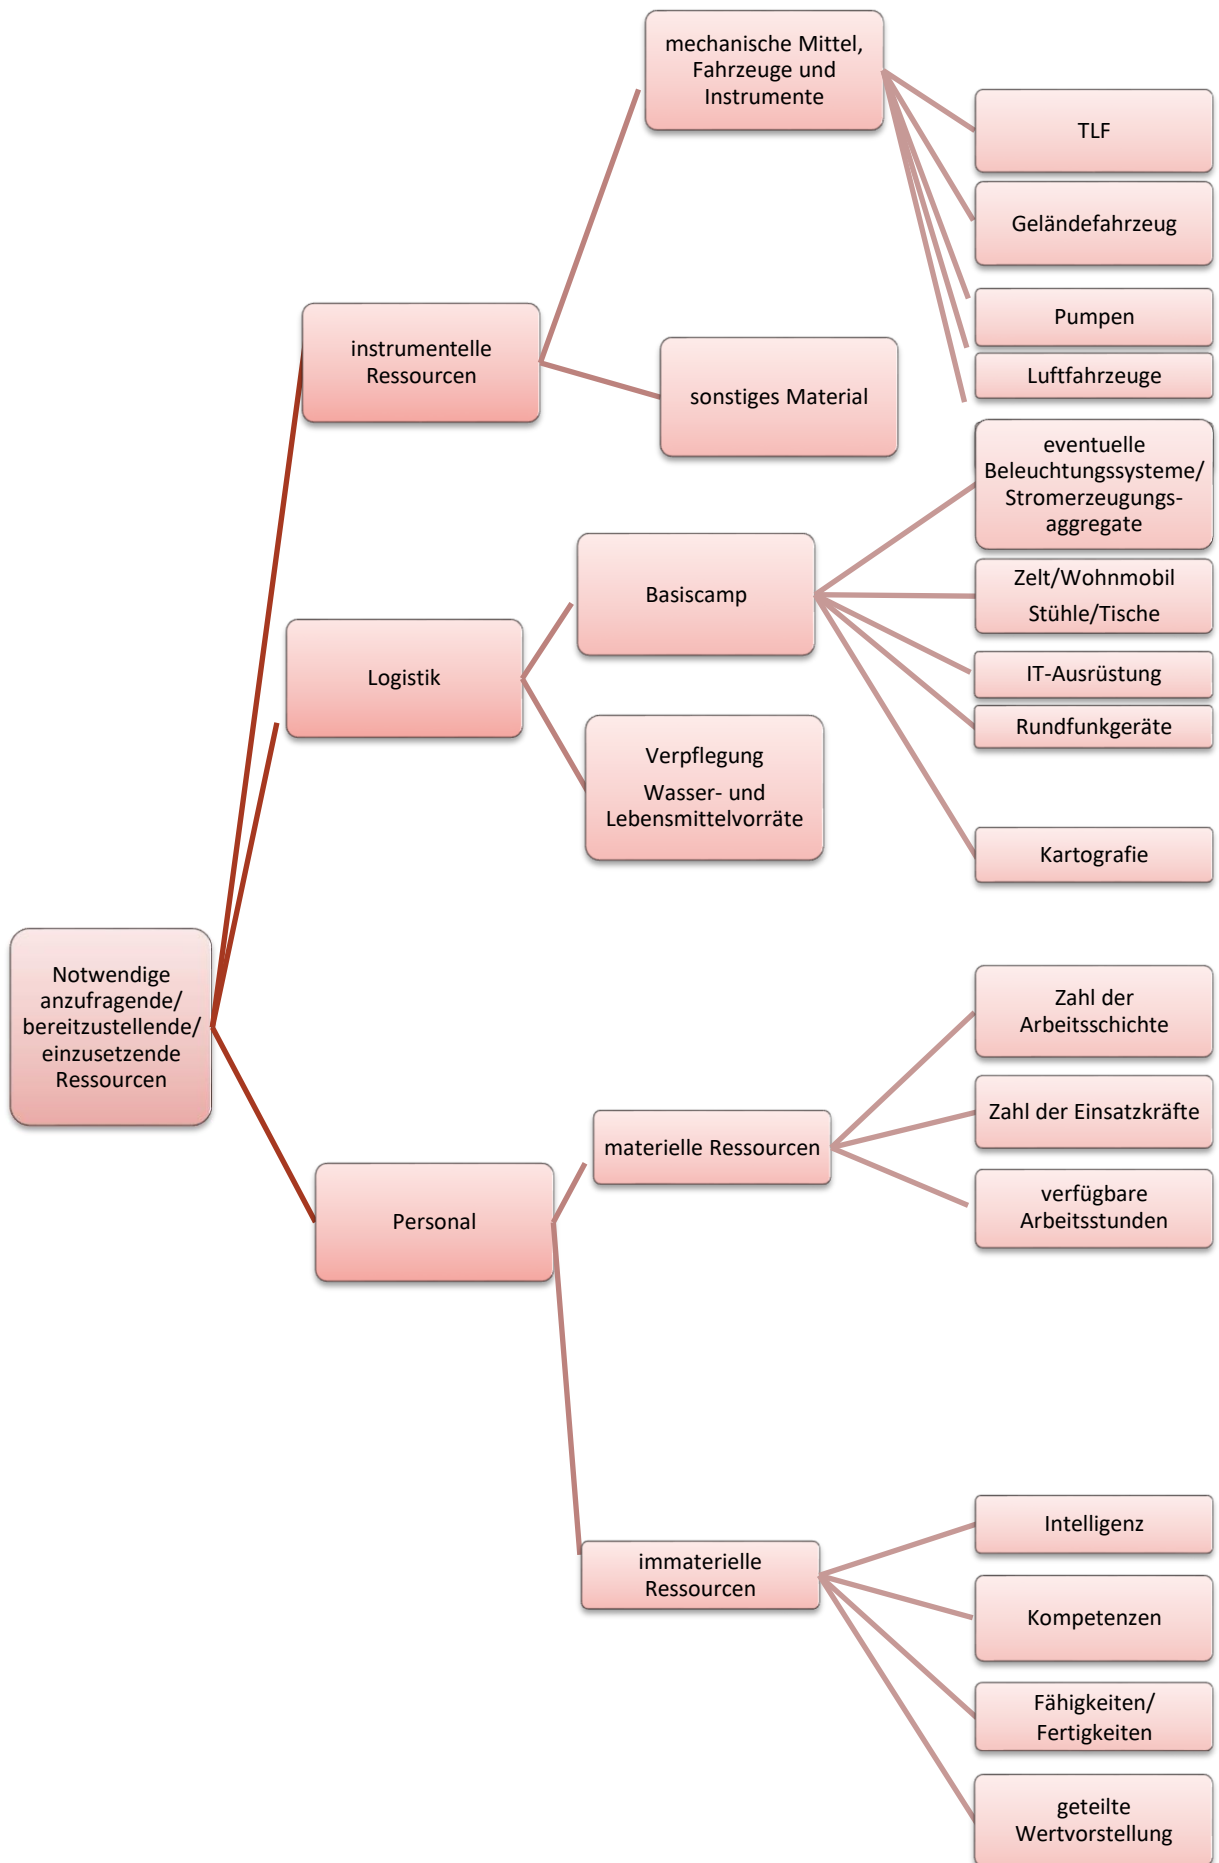 mechanische Mittel,
Fahrzeuge und
Instrumente
TLF
Geländefahrzeug
Pumpen
Luftfahrzeuge
instrumentelle
Ressourcen
sonstiges Material
eventuelle
Beleuchtungssysteme/
Stromerzeugungs-
aggregate
Basiscamp
Zelt/Wohnmobil
Stühle/Tische
Logistik
IT-Ausrüstung
Rundfunkgeräte
Verpflegung
Wasser- und
Lebensmittelvorräte
Kartografie
Notwendige
anzufragende/
bereitzustellende/
einzusetzende
Ressourcen
Zahl der
Arbeitsschichte
Zahl der Einsatzkräfte
materielle Ressourcen
verfügbare
Arbeitsstunden
Personal
Intelligenz
immaterielle
Ressourcen
Kompetenzen
Fähigkeiten/
Fertigkeiten
geteilte
Wertvorstellung